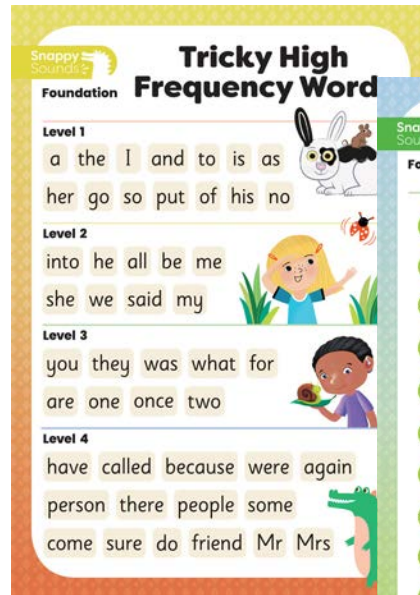 Snappy
Sounds
Tricky High
Foundation
Frequency Word
Level 1
a the I and to is as
her go so put of his no
Level 2
into he all be me
she we said my
Level 3
you they was what for
are one once two
Level 4
have called because were again
person there people some
come sure do friend Mr Mrs